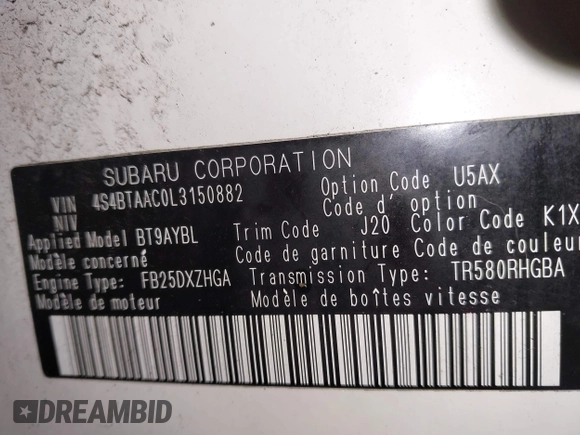 SUBARU CORPORATION
VIN 4S4BTAAC0L3150882 Option Code U5AX
NIV Code d' option
Applied Model BT9AYBL Trim Code J20 Color Code K1X
Modèle concerné Code de garniture Code de couleur
Engine Type: FB25DXZHGA Transmission Type: TR580RHGBA
Modèle de moteur Modèle de boîtes vitesse
DREAMBID